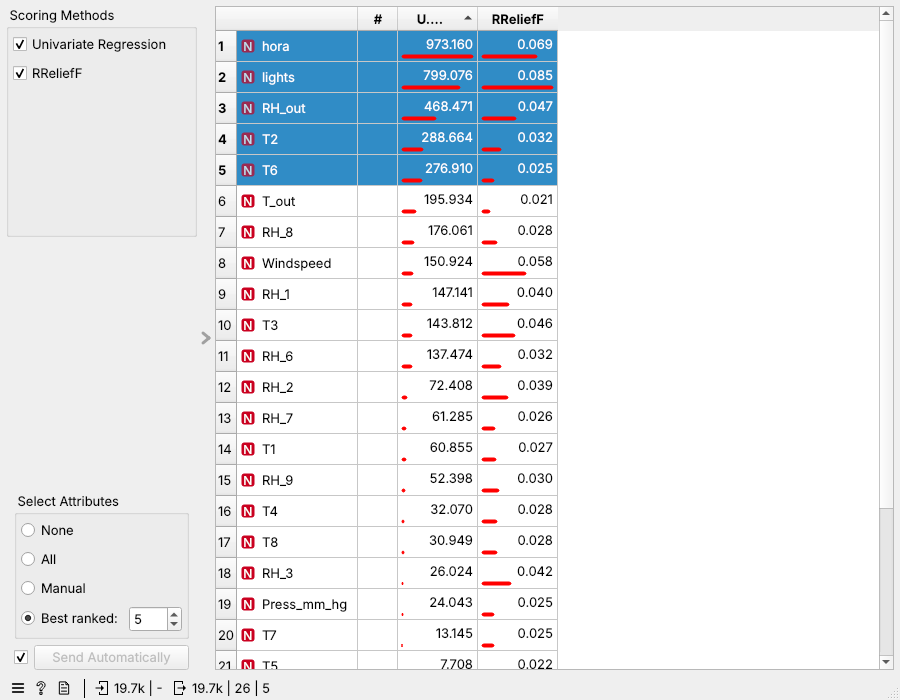 Scoring Methods
Univariate Regression
RReliefF
# U.... RReliefF
1 N hora 973.160 0.069
2 N lights 799.076 0.085
3 N RH_out 468.471 0.047
4 N T2 288.664 0.032
5 N T6 276.910 0.025
6 N T_out 195.934 0.021
7 N RH_8 176.061 0.028
8 N Windspeed 150.924 0.058
9 N RH_1 147.141 0.040
10 N T3 143.812 0.046
11 N RH_6 137.474 0.032
12 N RH_2 72.408 0.039
13 N RH_7 61.285 0.026
14 N T1 60.855 0.027
15 N RH_9 52.398 0.030
16 N T4 32.070 0.028
17 N T8 30.949 0.028
18 N RH_3 26.024 0.042
19 N Press_mm_hg 24.043 0.025
20 N T7 13.145 0.025
21 N T5 7.708 0.022
Select Attributes
None
All
Manual
Best ranked: 5
Send Automatically
? 19.7k | - 19.7k | 26 | 5